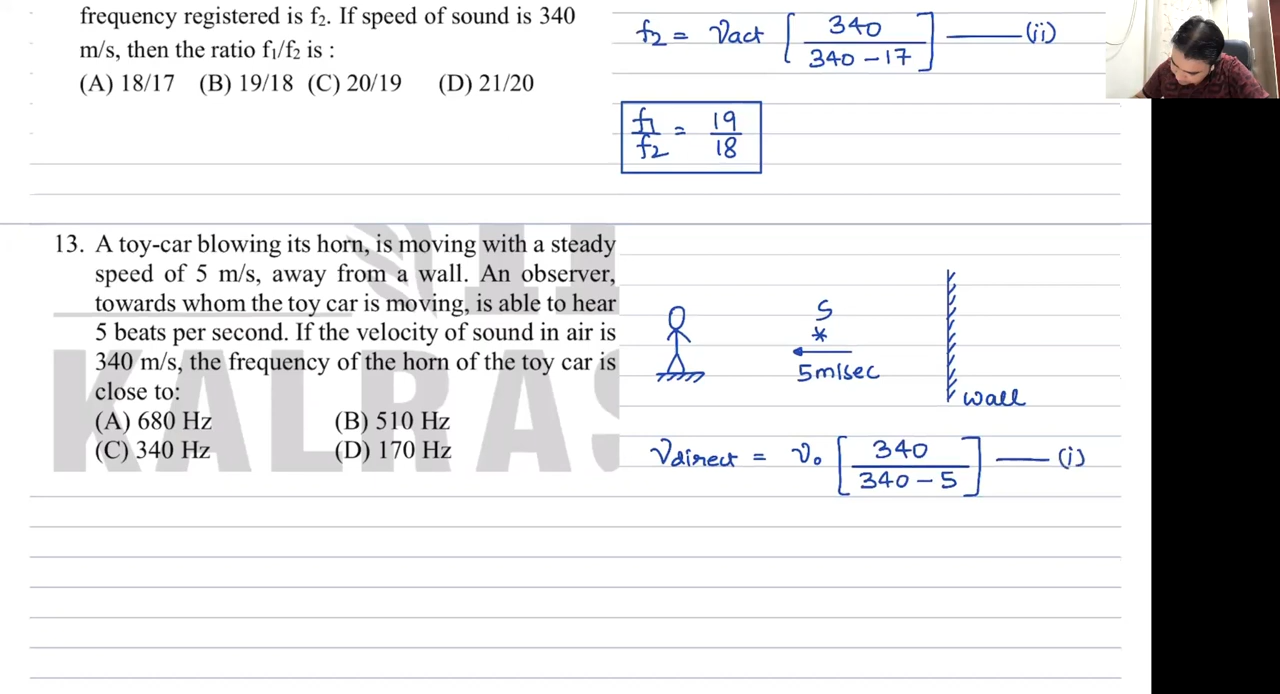 frequency registered is f₂. If speed of sound is 340
m/s, then the ratio f₁/f₂ is :
(A) 18/17 (B) 19/18 (C) 20/19 (D) 21/20
f₂ = νact [ 340 / 340 - 17 ] —— (ii)
f₁/f₂ = 19/18
13. A toy-car blowing its horn, is moving with a steady
speed of 5 m/s, away from a wall. An observer,
towards whom the toy car is moving, is able to hear
5 beats per second. If the velocity of sound in air is
340 m/s, the frequency of the horn of the toy car is
close to:
(A) 680 Hz (B) 510 Hz
(C) 340 Hz (D) 170 Hz
S
*
5m/sec
wall
νdirect = ν₀ [ 340 / 340 - 5 ] —— (i)